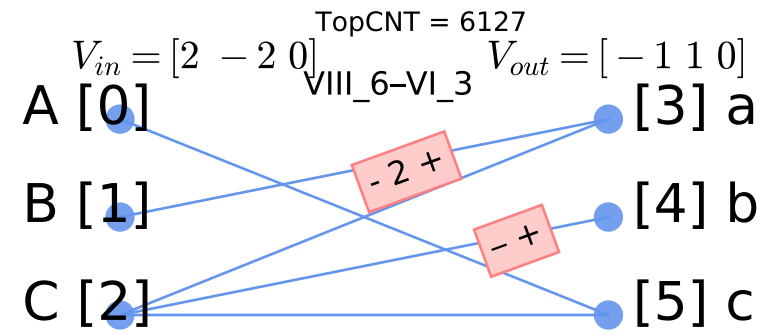 TopCNT = 6127
V_in = [2 −2 0] V_out = [−1 1 0]
VIII_6–VI_3
A [0] [3] a
- 2 +
B [1] [4] b
− +
C [2] [5] c